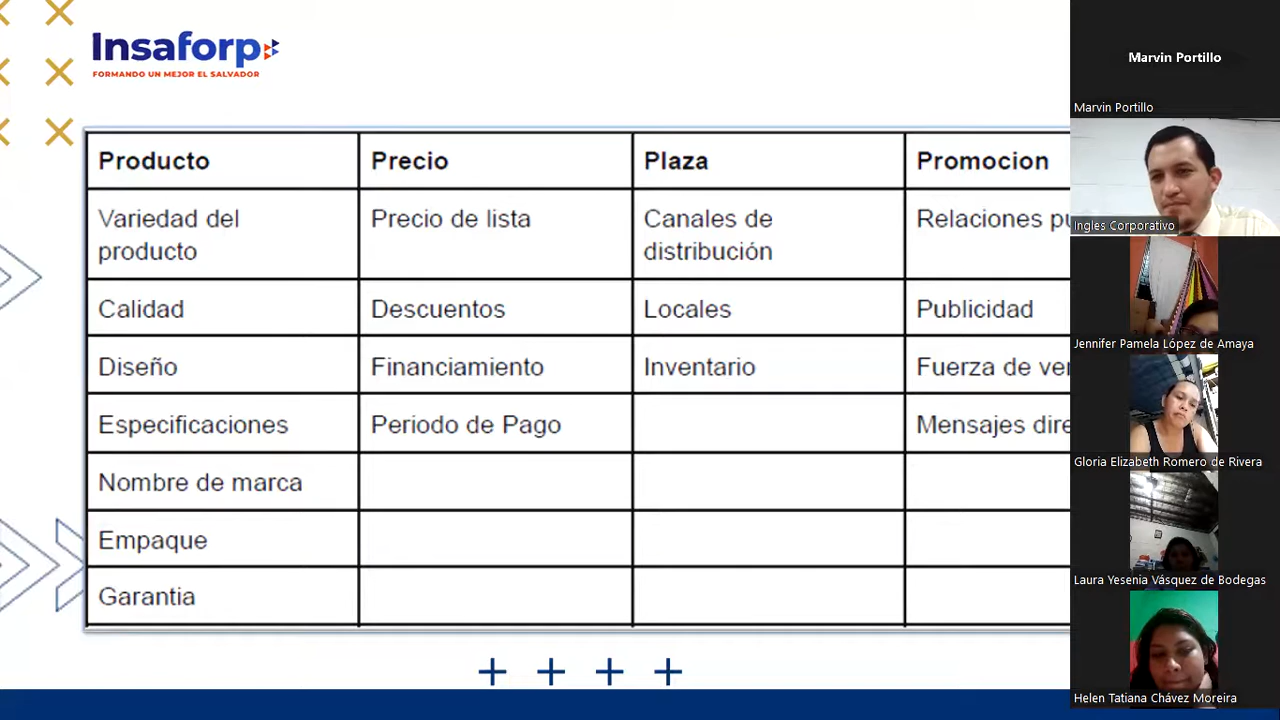 Insaforp
FORMANDO UN MEJOR EL SALVADOR
Producto
Precio
Plaza
Promocion
Variedad del
producto
Precio de lista
Canales de
distribución
Relaciones
Calidad
Descuentos
Locales
Publicidad
Diseño
Financiamiento
Inventario
Fuerza de
Especificaciones
Periodo de Pago
Mensajes
Nombre de marca
Empaque
Garantia
Marvin Portillo
Marvin Portillo
Ingles Corporativo
Jennifer Pamela López de Amaya
Gloria Elizabeth Romero de Rivera
Laura Yesenia Vásquez de Bodegas
Helen Tatiana Chávez Moreira